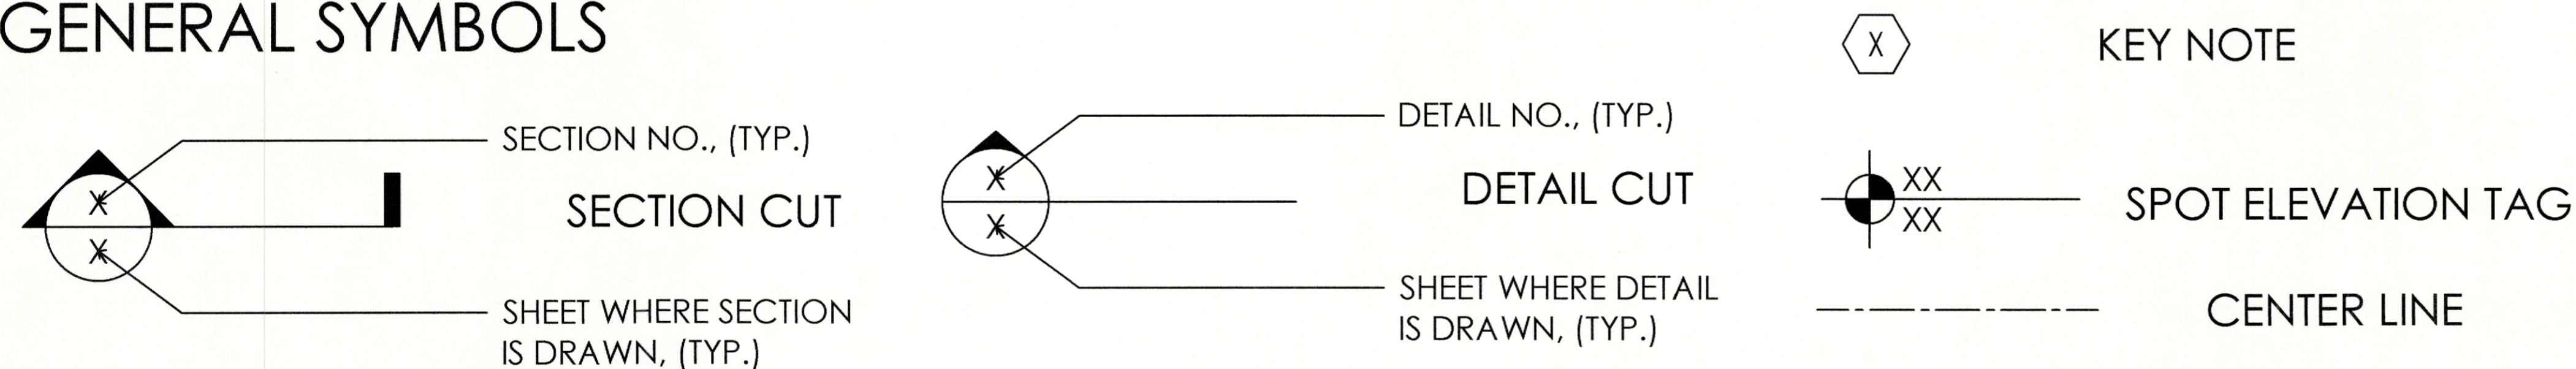 GENERAL SYMBOLS
SECTION NO., (TYP.)
X
SECTION CUT
X
SHEET WHERE SECTION
IS DRAWN, (TYP.)
DETAIL NO., (TYP.)
X
DETAIL CUT
X
SHEET WHERE DETAIL
IS DRAWN, (TYP.)
X
KEY NOTE
XX
XX
SPOT ELEVATION TAG
CENTER LINE